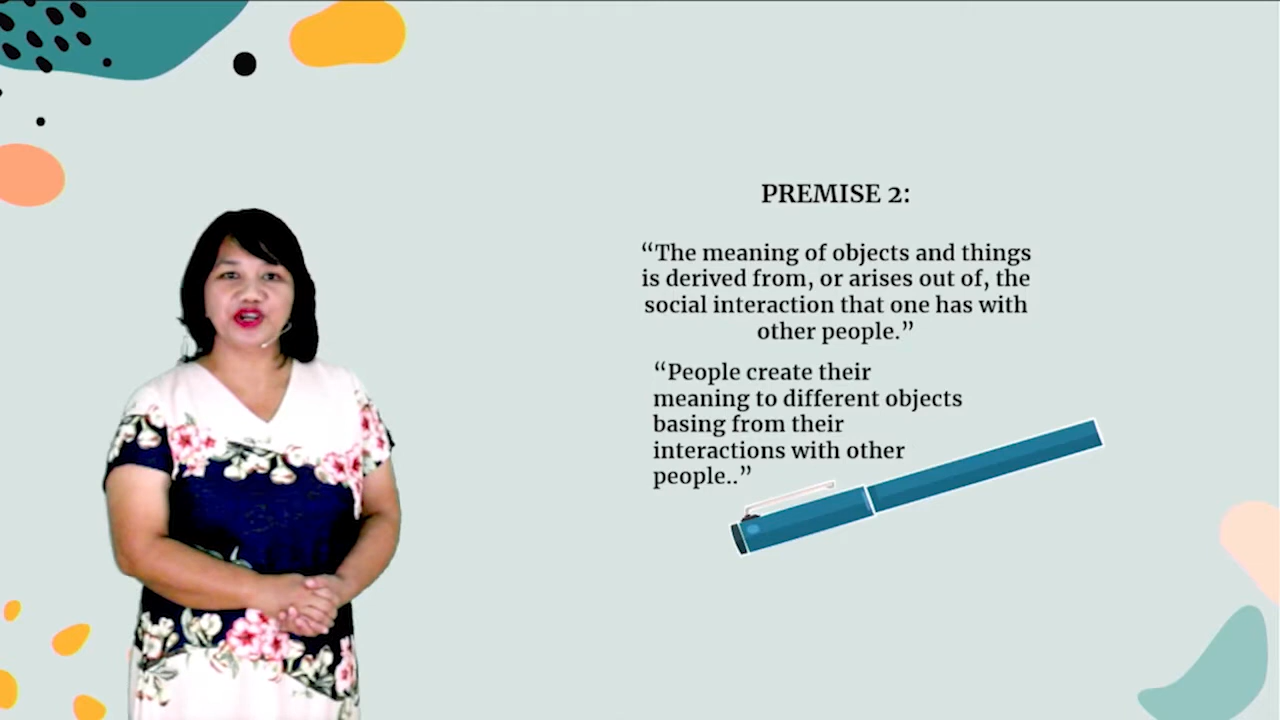 PREMISE 2:
“The meaning of objects and things
is derived from, or arises out of, the
social interaction that one has with
other people.”
“People create their
meaning to different objects
basing from their
interactions with other
people..”